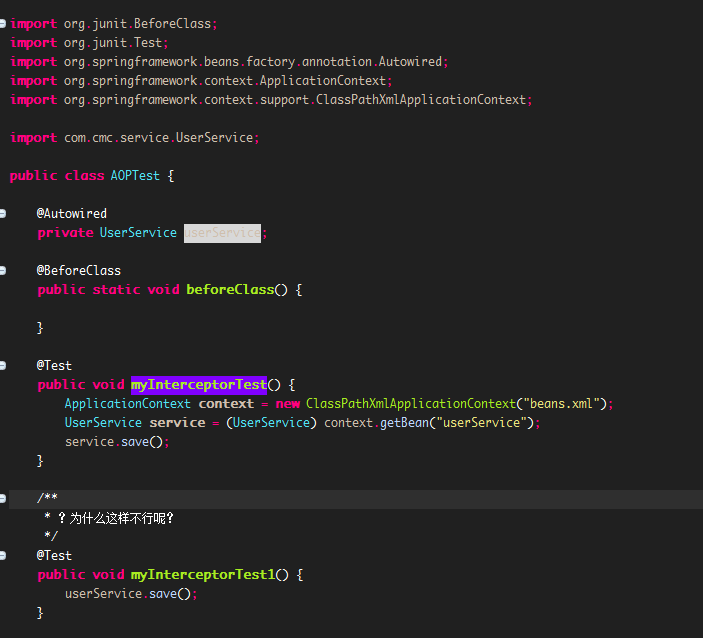 import org.junit.BeforeClass;
import org.junit.Test;
import org.springframework.beans.factory.annotation.Autowired;
import org.springframework.context.ApplicationContext;
import org.springframework.context.support.ClassPathXmlApplicationContext;
import com.cmc.service.UserService;
public class AOPTest {
@Autowired
private UserService userService;
@BeforeClass
public static void beforeClass() {
}
@Test
public void myInterceptorTest() {
ApplicationContext context = new ClassPathXmlApplicationContext("beans.xml");
UserService service = (UserService) context.getBean("userService");
service.save();
}
/**
* ？为什么这样不行呢?
*/
@Test
public void myInterceptorTest1() {
userService.save();
}